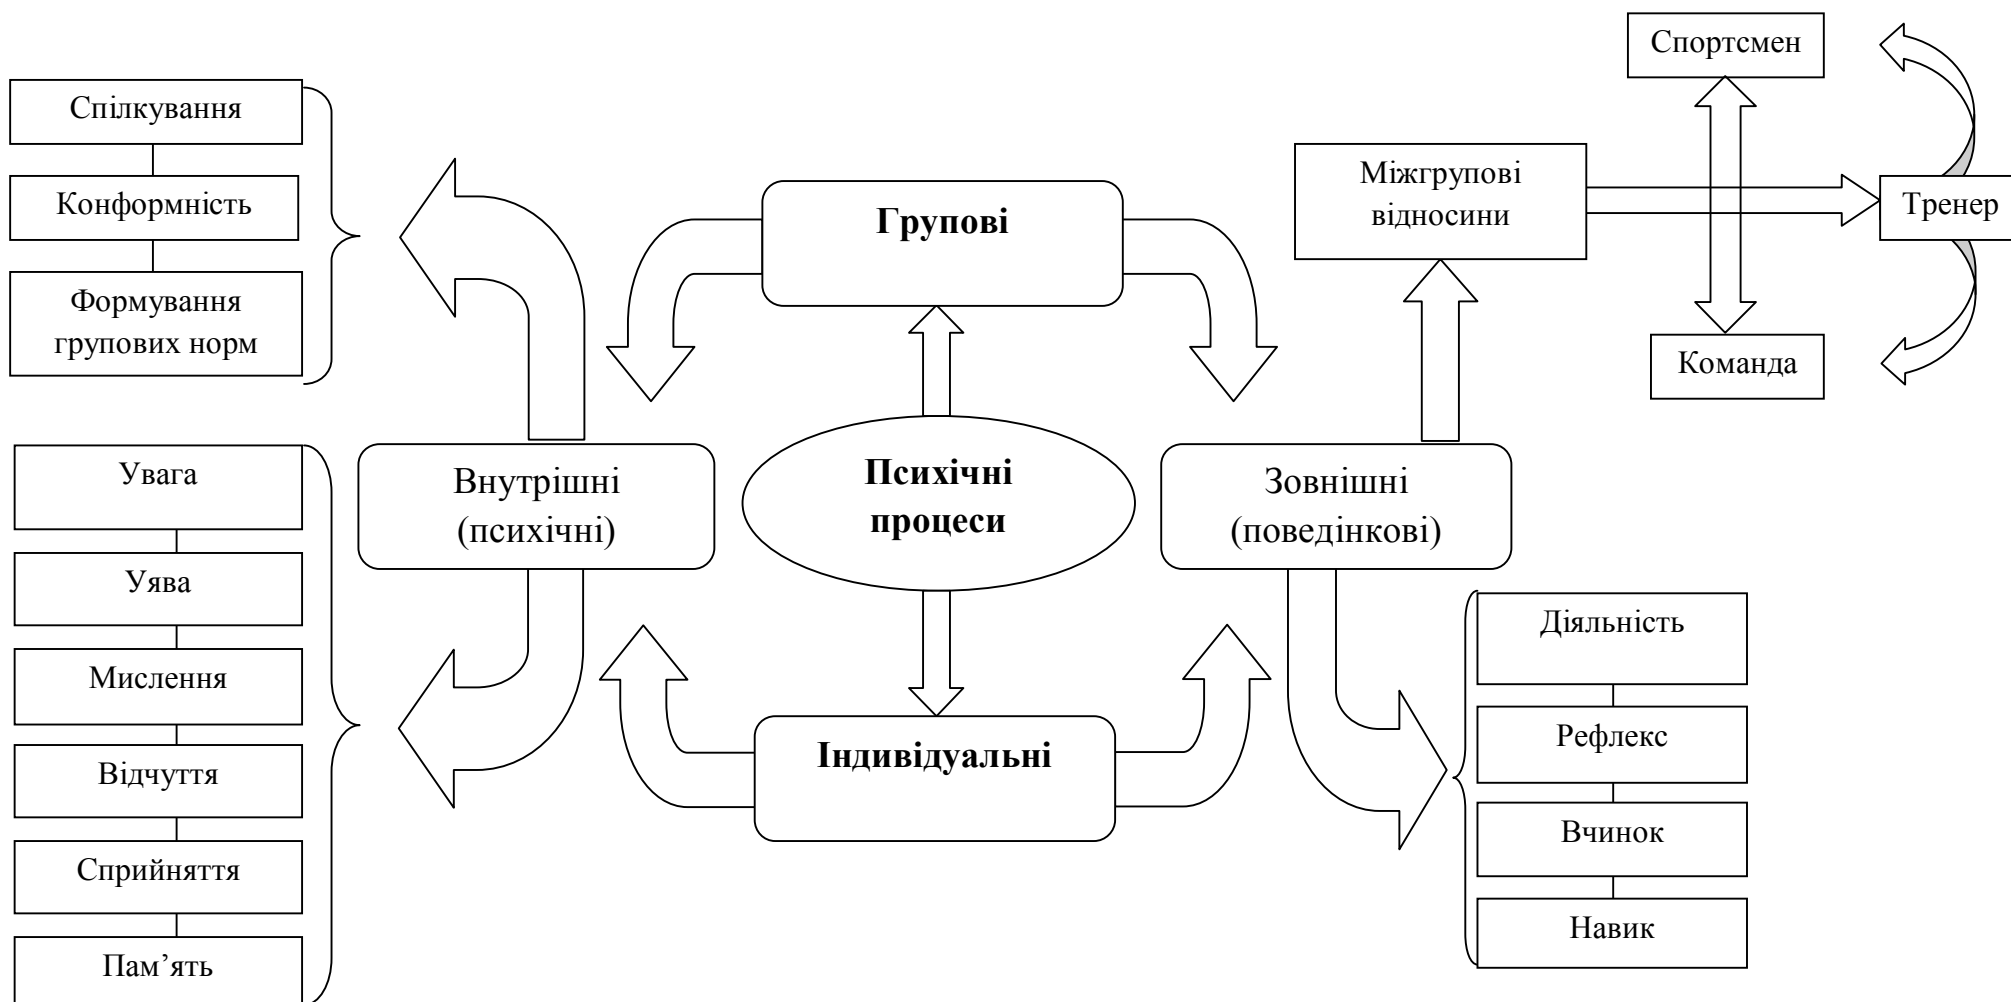 Спілкування
Конформність
Формування
групових норм
Увага
Уява
Мислення
Відчуття
Сприйняття
Пам’ять
Внутрішні
(психічні)
Групові
Психічні
процеси
Індивідуальні
Зовнішні
(поведінкові)
Міжгрупові
відносини
Спортсмен
Тренер
Команда
Діяльність
Рефлекс
Вчинок
Навик